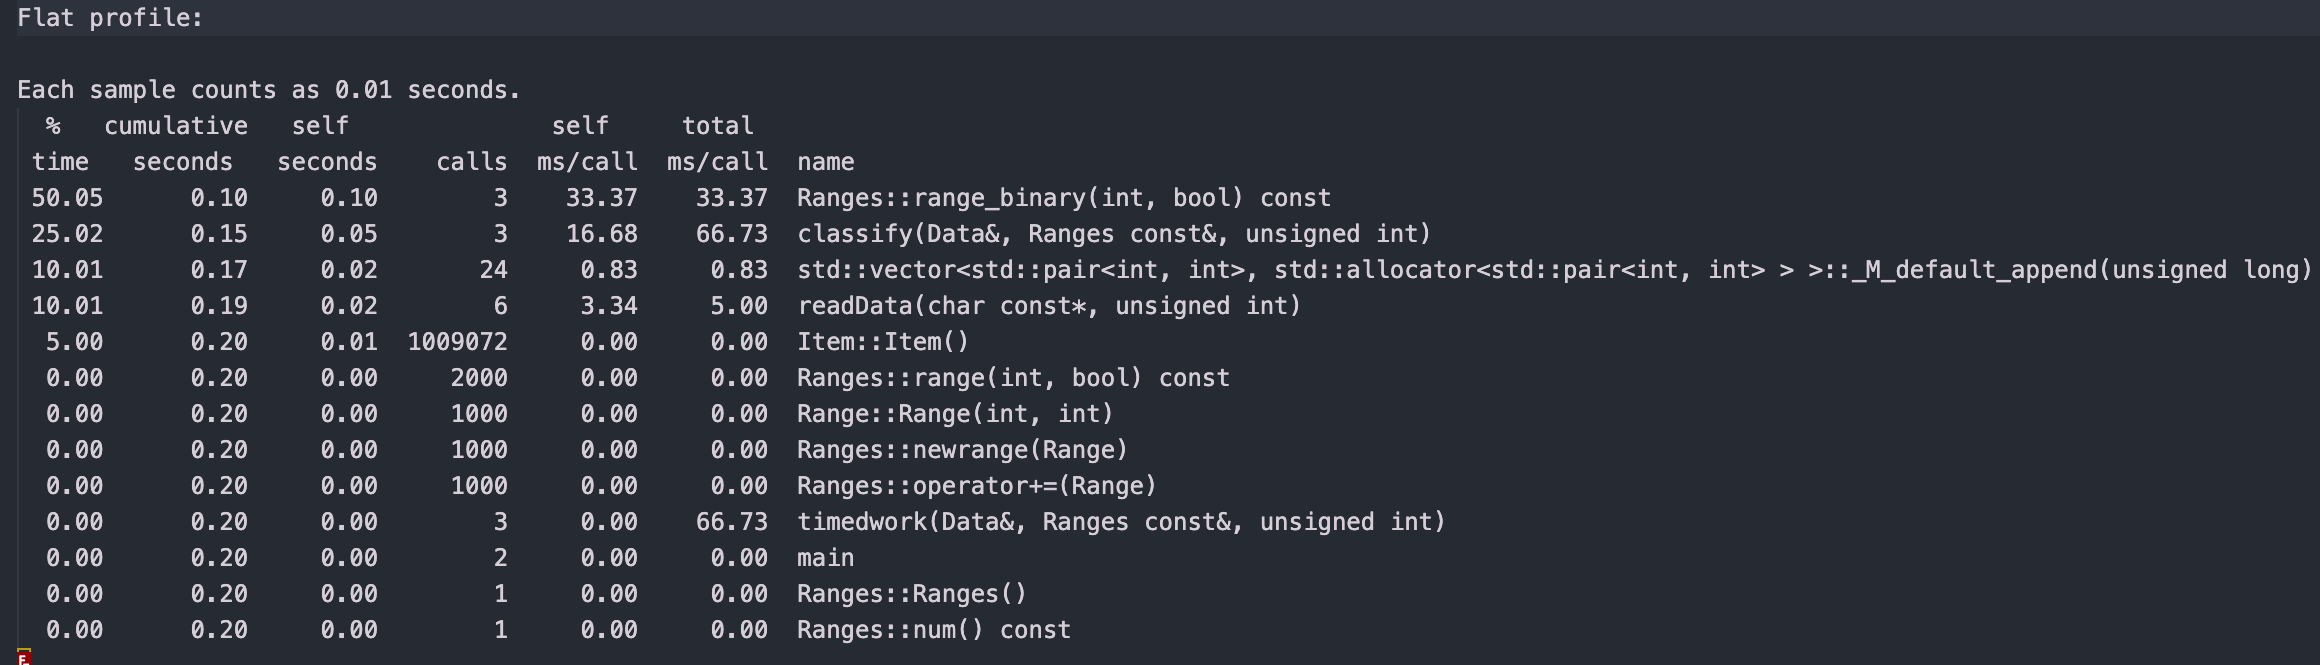 Flat profile:
Each sample counts as 0.01 seconds.
  %   cumulative   self              self     total
 time   seconds   seconds    calls  ms/call  ms/call  name
 50.05      0.10     0.10        3    33.37    33.37  Ranges::range_binary(int, bool) const
 25.02      0.15     0.05        3    16.68    66.73  classify(Data&, Ranges const&, unsigned int)
 10.01      0.17     0.02       24     0.83     0.83  std::vector<std::pair<int, int>, std::allocator<std::pair<int, int> > >::_M_default_append(unsigned long)
 10.01      0.19     0.02        6     3.34     5.00  readData(char const*, unsigned int)
  5.00      0.20     0.01  1009072     0.00     0.00  Item::Item()
  0.00      0.20     0.00     2000     0.00     0.00  Ranges::range(int, bool) const
  0.00      0.20     0.00     1000     0.00     0.00  Range::Range(int, int)
  0.00      0.20     0.00     1000     0.00     0.00  Ranges::newrange(Range)
  0.00      0.20     0.00     1000     0.00     0.00  Ranges::operator+=(Range)
  0.00      0.20     0.00        3     0.00    66.73  timedwork(Data&, Ranges const&, unsigned int)
  0.00      0.20     0.00        2     0.00     0.00  main
  0.00      0.20     0.00        1     0.00     0.00  Ranges::Ranges()
  0.00      0.20     0.00        1     0.00     0.00  Ranges::num() const